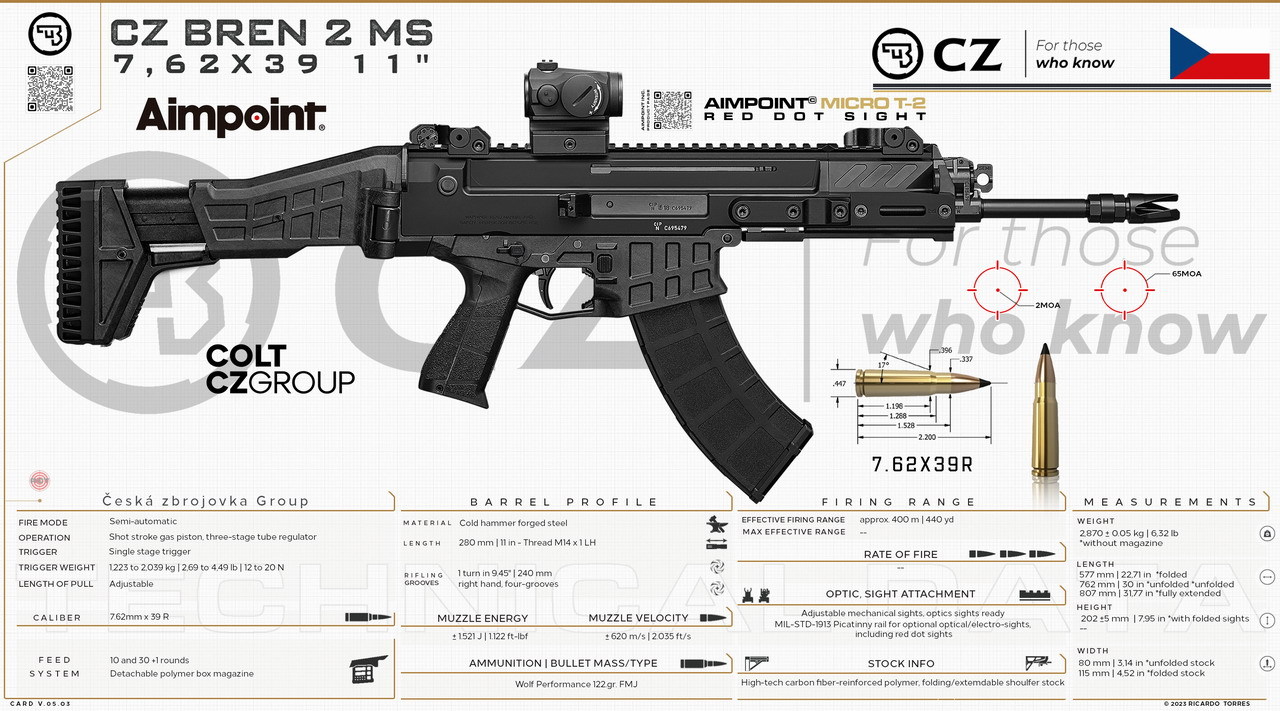 CZ BREN 2 MS
7,62X39 11"
Aimpoint®
AIMPOINT® MICRO T-2
RED DOT SIGHT
CZ
For those
who know
CZ
For those
who know
C695479
C695479
65MOA
2MOA
COLT
CZGROUP
.396
.337
17°
.447
1.198
1.288
1.528
2.200
7.62X39R
TECHNICAL DATA
Česká zbrojovka Group
FIRE MODE Semi-automatic
OPERATION Shot stroke gas piston, three-stage tube regulator
TRIGGER Single stage trigger
TRIGGER WEIGHT 1,223 to 2,039 kg | 2.69 to 4,49 lb | 12 to 20 N
LENGTH OF PULL Adjustable
CALIBER 7.62mm x 39 R
FEED
SYSTEM
10 and 30 +1 rounds
Detachable polymer box magazine
BARREL PROFILE
MATERIAL Cold hammer forged steel
LENGTH 280 mm | 11 in - Thread M14 x 1 LH
RIFLING
GROOVES
1 turn in 9.45" | 240 mm
right hand, four-grooves
MUZZLE ENERGY MUZZLE VELOCITY
± 1.521 J | 1.122 ft-lbf ± 620 m/s | 2.035 ft/s
AMMUNITION | BULLET MASS/TYPE
Wolf Performance 122.gr. FMJ
FIRING RANGE
EFFECTIVE FIRING RANGE approx. 400 m | 440 yd
MAX EFFECTIVE RANGE --
RATE OF FIRE
--
OPTIC, SIGHT ATTACHMENT
Adjustable mechanical sights, optics sights ready
MIL-STD-1913 Picatinny rail for optional optical/electro-sights,
including red dot sights
STOCK INFO
High-tech carbon fiber-reinforced polymer, folding/extemdable shoulfer stock
MEASUREMENTS
WEIGHT
2,870 ± 0.05 kg | 6,32 lb
*without magazine
LENGTH
577 mm | 22,71 in *folded
762 mm | 30 in *unfolded *unfolded
807 mm | 31.77 in *fully extended
HEIGHT
202 ±5 mm | 7,95 in *with folded sights
--
WIDTH
80 mm | 3,14 in *unfolded stock
115 mm | 4,52 in *folded stock
CARD V.05.03
© 2023 RICARDO TORRES